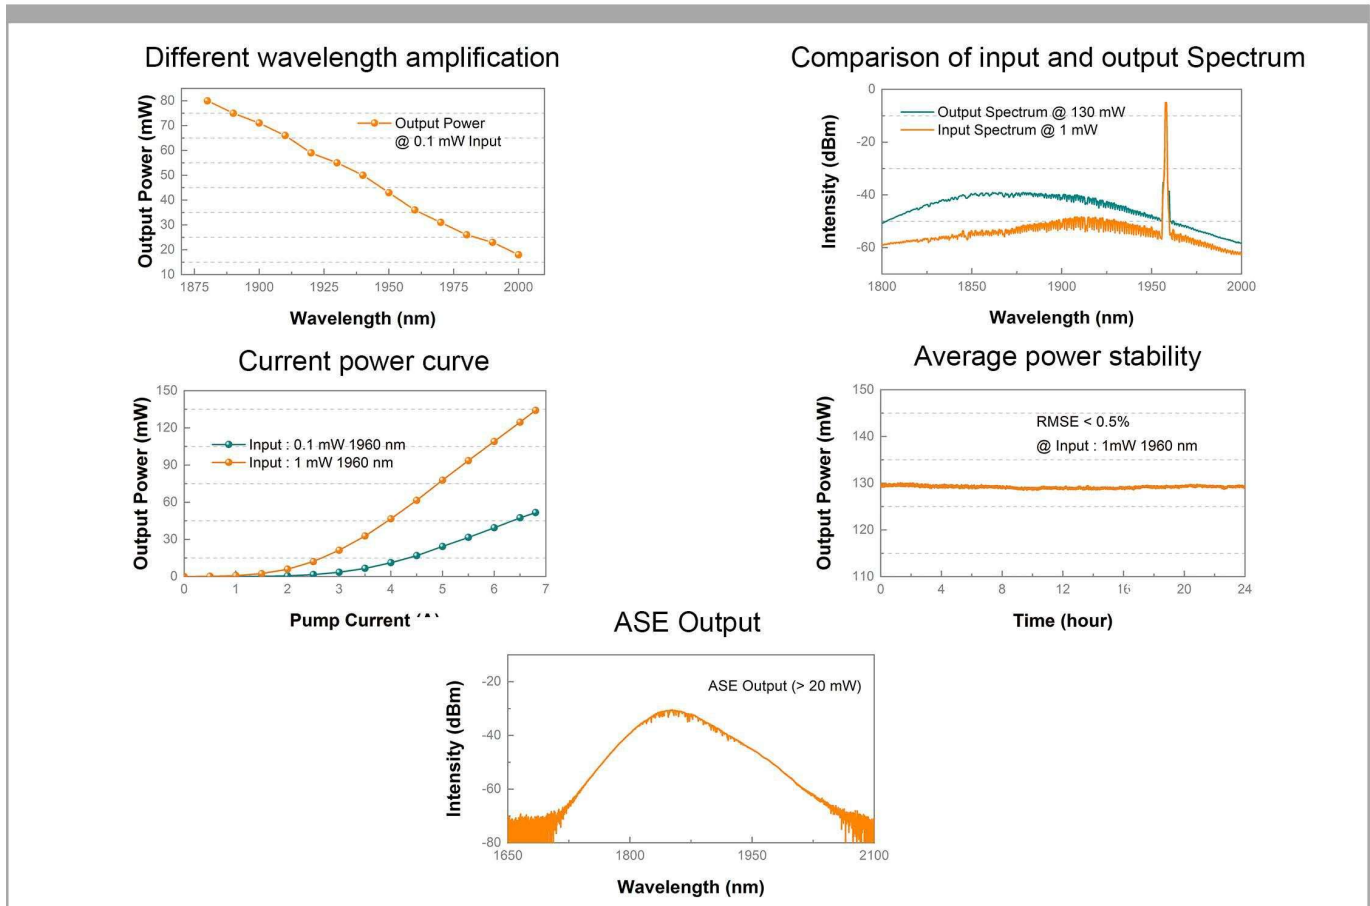 Different wavelength amplification
Output Power (mW)
80
70
60
50
40
30
20
10
Output Power
@ 0.1 mW Input
1875
1900
1925
1950
1975
2000
Wavelength (nm)
Comparison of input and output Spectrum
Intensity (dBm)
0
-20
-40
-60
Output Spectrum @ 130 mW
Input Spectrum @ 1 mW
1800
1850
1900
1950
2000
Wavelength (nm)
Current power curve
Output Power (mW)
150
120
90
60
30
0
Input : 0.1 mW 1960 nm
Input : 1 mW 1960 nm
0
1
2
3
4
5
6
7
Pump Current
Average power stability
Output Power (mW)
150
140
130
120
110
RMSE < 0.5%
@ Input : 1mW 1960 nm
0
4
8
12
16
20
24
Time (hour)
ASE Output
Intensity (dBm)
-20
-40
-60
-80
ASE Output (> 20 mW)
1650
1800
1950
2100
Wavelength (nm)